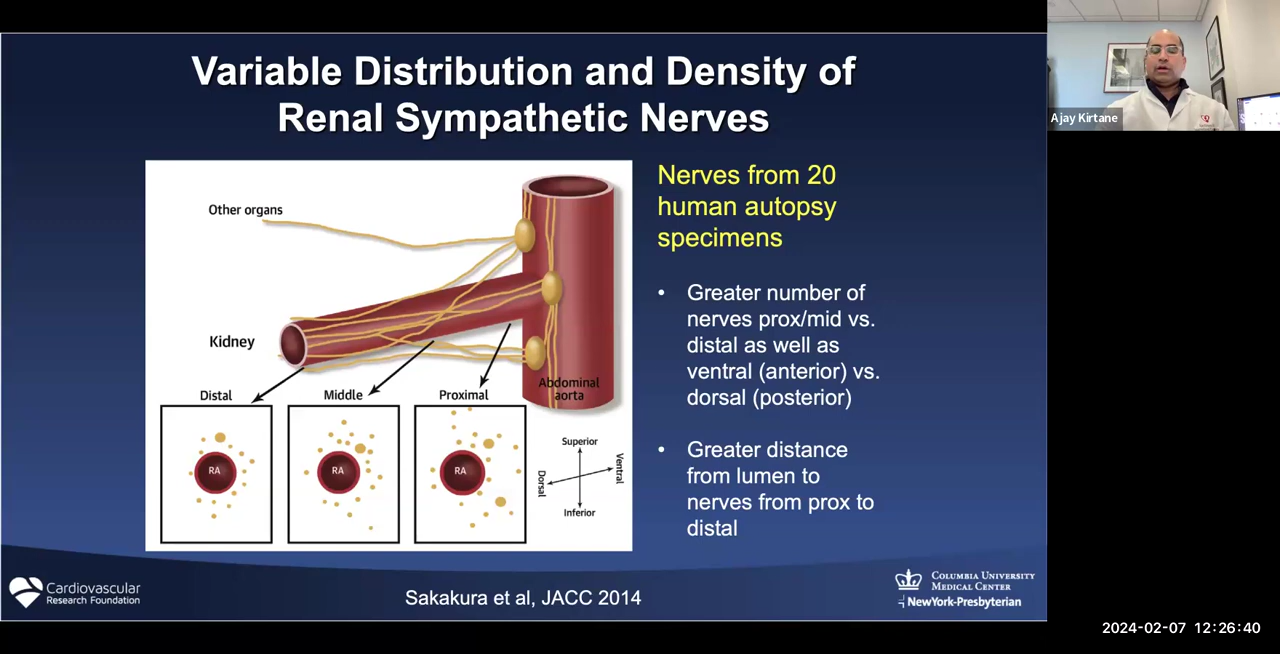 Variable Distribution and Density of
Renal Sympathetic Nerves
Ajay Kirtane
Other organs
Kidney
Abdominal
aorta
Distal
Middle
Proximal
RA
RA
RA
Superior
Ventral
Dorsal
Inferior
Nerves from 20
human autopsy
specimens
• Greater number of
nerves prox/mid vs.
distal as well as
ventral (anterior) vs.
dorsal (posterior)
• Greater distance
from lumen to
nerves from prox to
distal
Cardiovascular
Research Foundation
Sakakura et al, JACC 2014
COLUMBIA UNIVERSITY
MEDICAL CENTER
NewYork-Presbyterian
2024-02-07 12:26:40